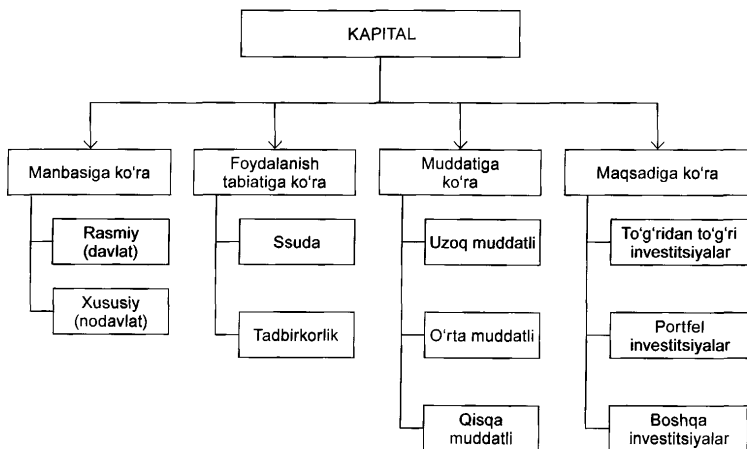 KAPITAL
Manbasiga ko‘ra
Rasmiy
(davlat)
Xususiy
(nodavlat)
Foydalanish
tabiatiga ko‘ra
Ssuda
Tadbirkorlik
Muddatiga
ko‘ra
Uzoq muddatli
O‘rta muddatli
Qisqa
muddatli
Maqsadiga ko‘ra
To‘g‘ridan to‘g‘ri
investitsiyalar
Portfel
investitsiyalar
Boshqa
investitsiyalar